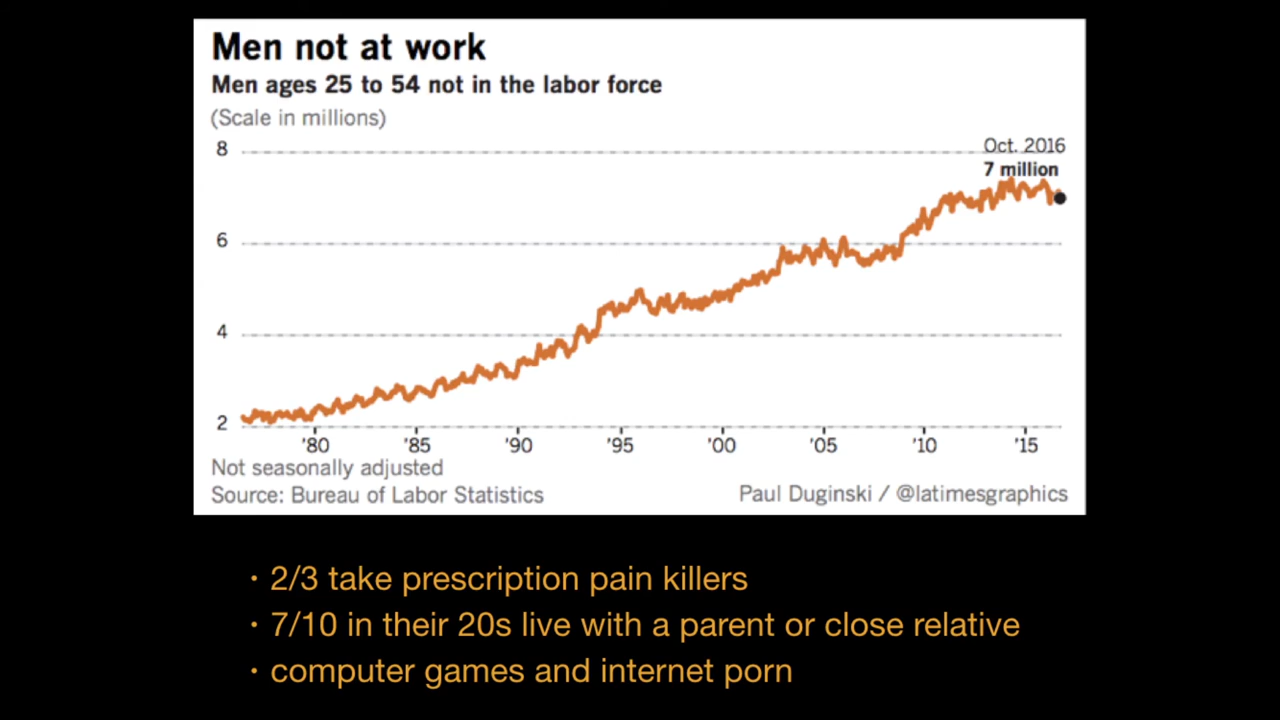 Men not at work
Men ages 25 to 54 not in the labor force
(Scale in millions)
8
Oct. 2016
7 million
6
4
2
'80 '85 '90 '95 '00 '05 '10 '15
Not seasonally adjusted
Source: Bureau of Labor Statistics
Paul Duginski / @latimesgraphics
· 2/3 take prescription pain killers
· 7/10 in their 20s live with a parent or close relative
· computer games and internet porn